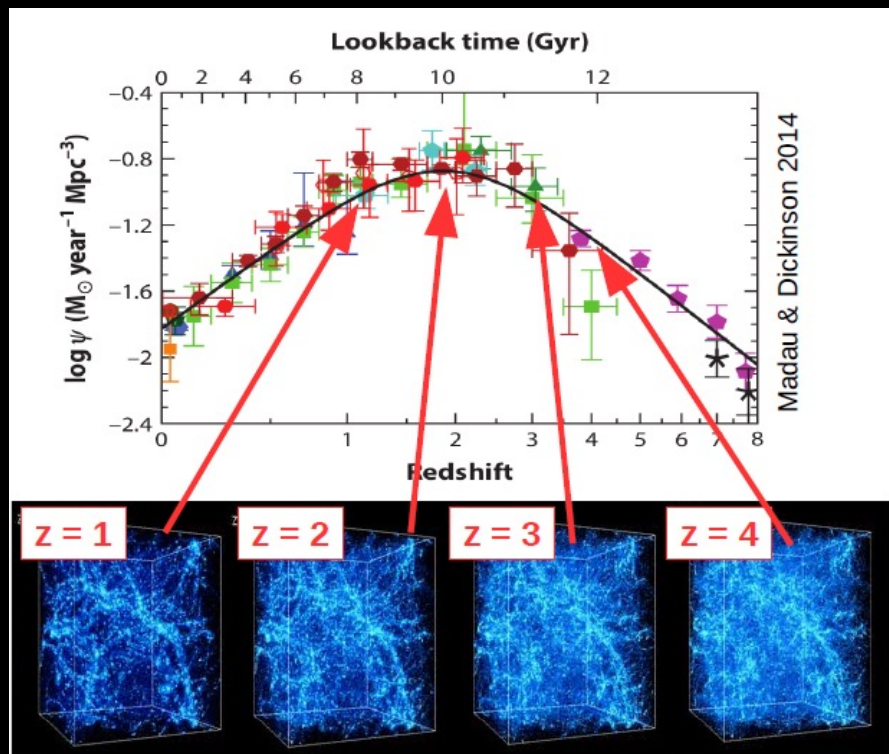 Lookback time (Gyr)
0 2 4 6 8 10 12
log ψ (M⊙ year−1 Mpc−3)
−0.4
−0.8
−1.2
−1.6
−2
−2.4
0 1 2 3 4 5 6 7 8
Redshift
Madau & Dickinson 2014
z = 1
z = 2
z = 3
z = 4